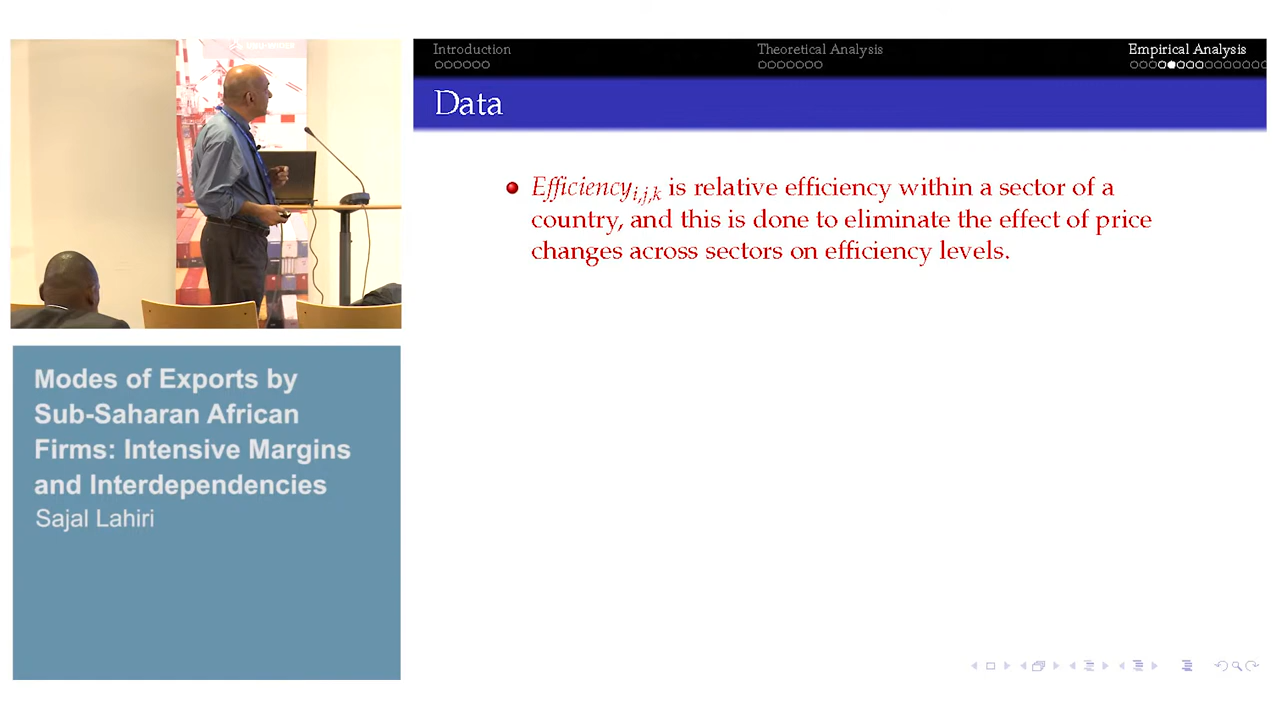 Introduction
Theoretical Analysis
Empirical Analysis
Data
Efficiencyi,j,k is relative efficiency within a sector of a
country, and this is done to eliminate the effect of price
changes across sectors on efficiency levels.
Modes of Exports by
Sub-Saharan African
Firms: Intensive Margins
and Interdependencies
Sajal Lahiri